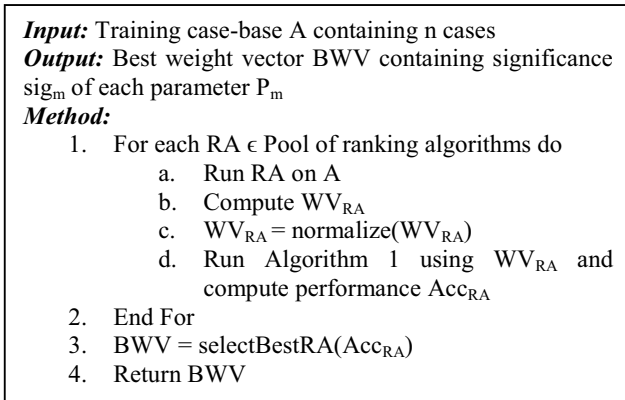 Input: Training case-base A containing n cases
Output: Best weight vector BWV containing significance
sigm of each parameter Pm
Method:
1. For each RA ϵ Pool of ranking algorithms do
a. Run RA on A
b. Compute WVRA
c. WVRA = normalize(WVRA)
d. Run Algorithm 1 using WVRA and
compute performance AccRA
2. End For
3. BWV = selectBestRA(AccRA)
4. Return BWV